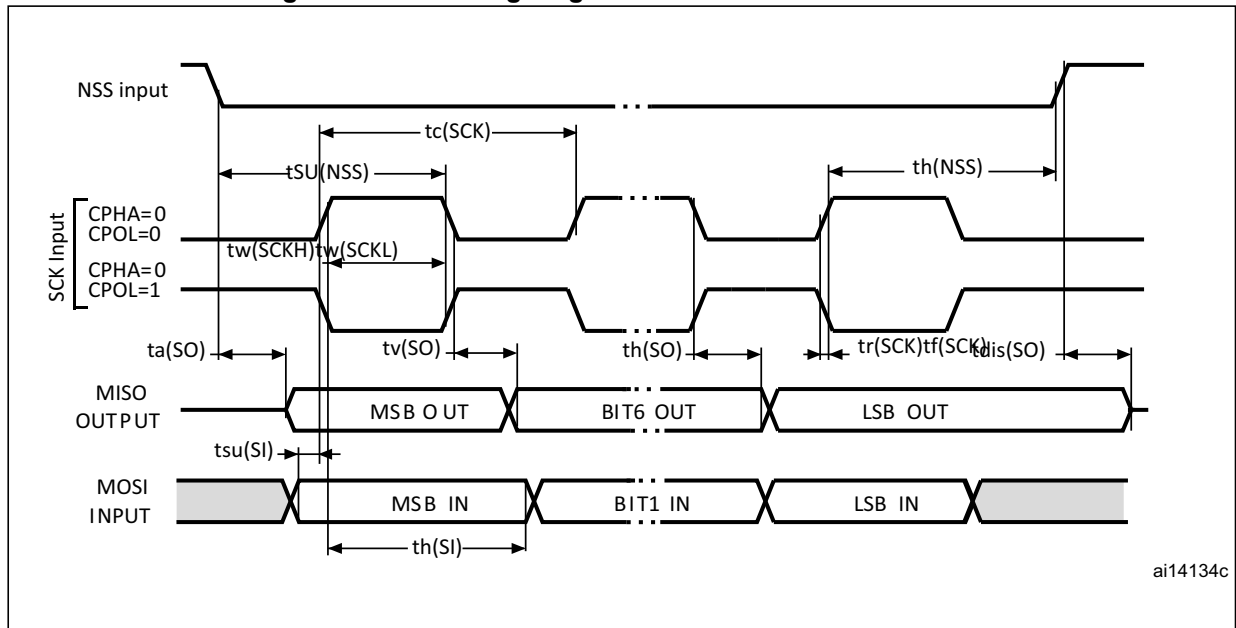 NSS input
tc(SCK)
tSU(NSS)
th(NSS)
SCK Input
CPHA=0
CPOL=0
tw(SCKH)
tw(SCKL)
CPHA=0
CPOL=1
ta(SO)
tv(SO)
th(SO)
tr(SCK)
tf(SCK)
tdis(SO)
MISO
OUTPUT
MSB OUT
BIT6 OUT
LSB OUT
tsu(SI)
MOSI
INPUT
MSB IN
BIT1 IN
LSB IN
th(SI)
ai14134c